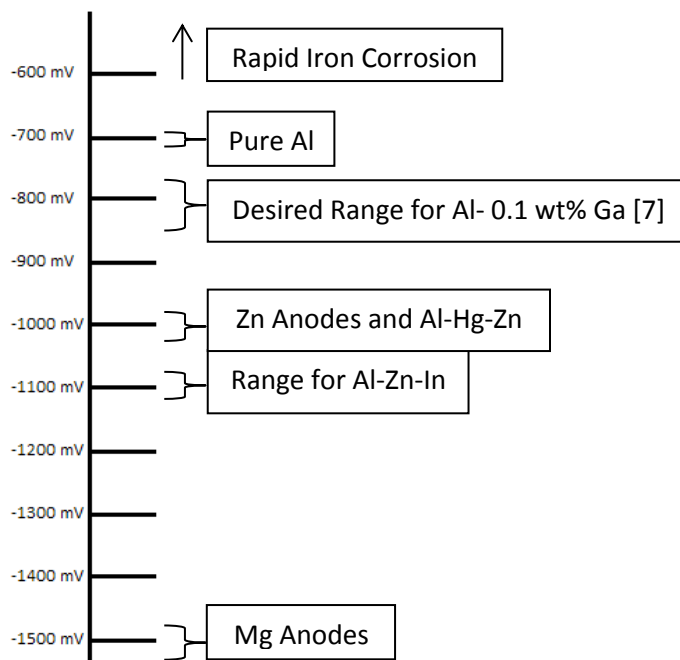 Rapid Iron Corrosion
-600 mV
-700 mV
Pure Al
-800 mV
Desired Range for Al- 0.1 wt% Ga [7]
-900 mV
-1000 mV
Zn Anodes and Al-Hg-Zn
-1100 mV
Range for Al-Zn-In
-1200 mV
-1300 mV
-1400 mV
-1500 mV
Mg Anodes